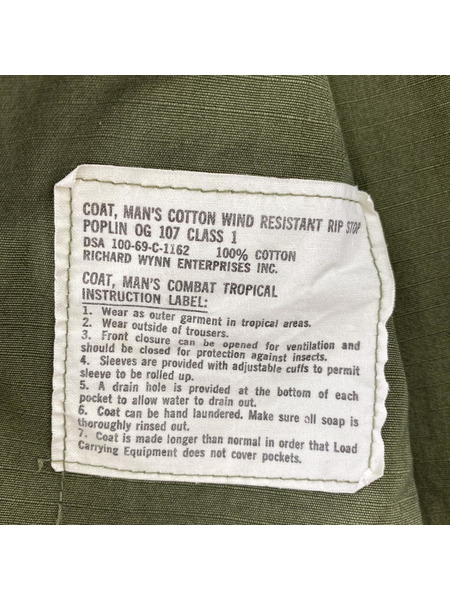 COAT, MAN'S COTTON WIND RESISTANT RIP STOP
POPLIN OG 107 CLASS 1
DSA 100-69-C-1162 100% COTTON
RICHARD WYNN ENTERPRISES INC.
COAT, MAN'S COMBAT TROPICAL
INSTRUCTION LABEL:
1. Wear as outer garment in tropical areas.
2. Wear outside of trousers.
3. Front closure can be opened for ventilation and
should be closed for protection against insects.
4. Sleeves are provided with adjustable cuffs to permit
sleeve to be rolled up.
5. A drain hole is provided at the bottom of each
pocket to allow water to drain out.
6. Coat can be hand laundered. Make sure all soap is
thoroughly rinsed out.
7. Coat is made longer than normal in order that Load
Carrying Equipment does not cover pockets.